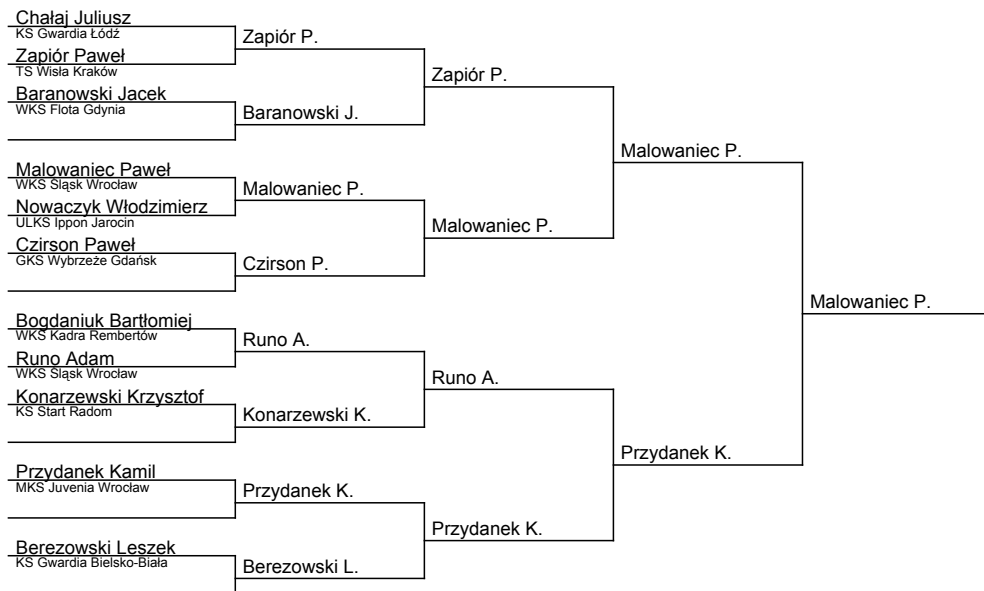 Chałaj Juliusz
KS Gwardia Łódź
Zapiór Paweł
TS Wisła Kraków
Baranowski Jacek
WKS Flota Gdynia
Malowaniec Paweł
WKS Śląsk Wrocław
Nowaczyk Włodzimierz
ULKS Ippon Jarocin
Czirson Paweł
GKS Wybrzeże Gdańsk
Bogdaniuk Bartłomiej
WKS Kadra Rembertów
Runo Adam
WKS Śląsk Wrocław
Konarzewski Krzysztof
KS Start Radom
Przydanek Kamil
MKS Juvenia Wrocław
Berezowski Leszek
KS Gwardia Bielsko-Biała
Zapiór P.
Baranowski J.
Malowaniec P.
Czirson P.
Runo A.
Konarzewski K.
Przydanek K.
Berezowski L.
Zapiór P.
Malowaniec P.
Runo A.
Przydanek K.
Malowaniec P.
Przydanek K.
Malowaniec P.